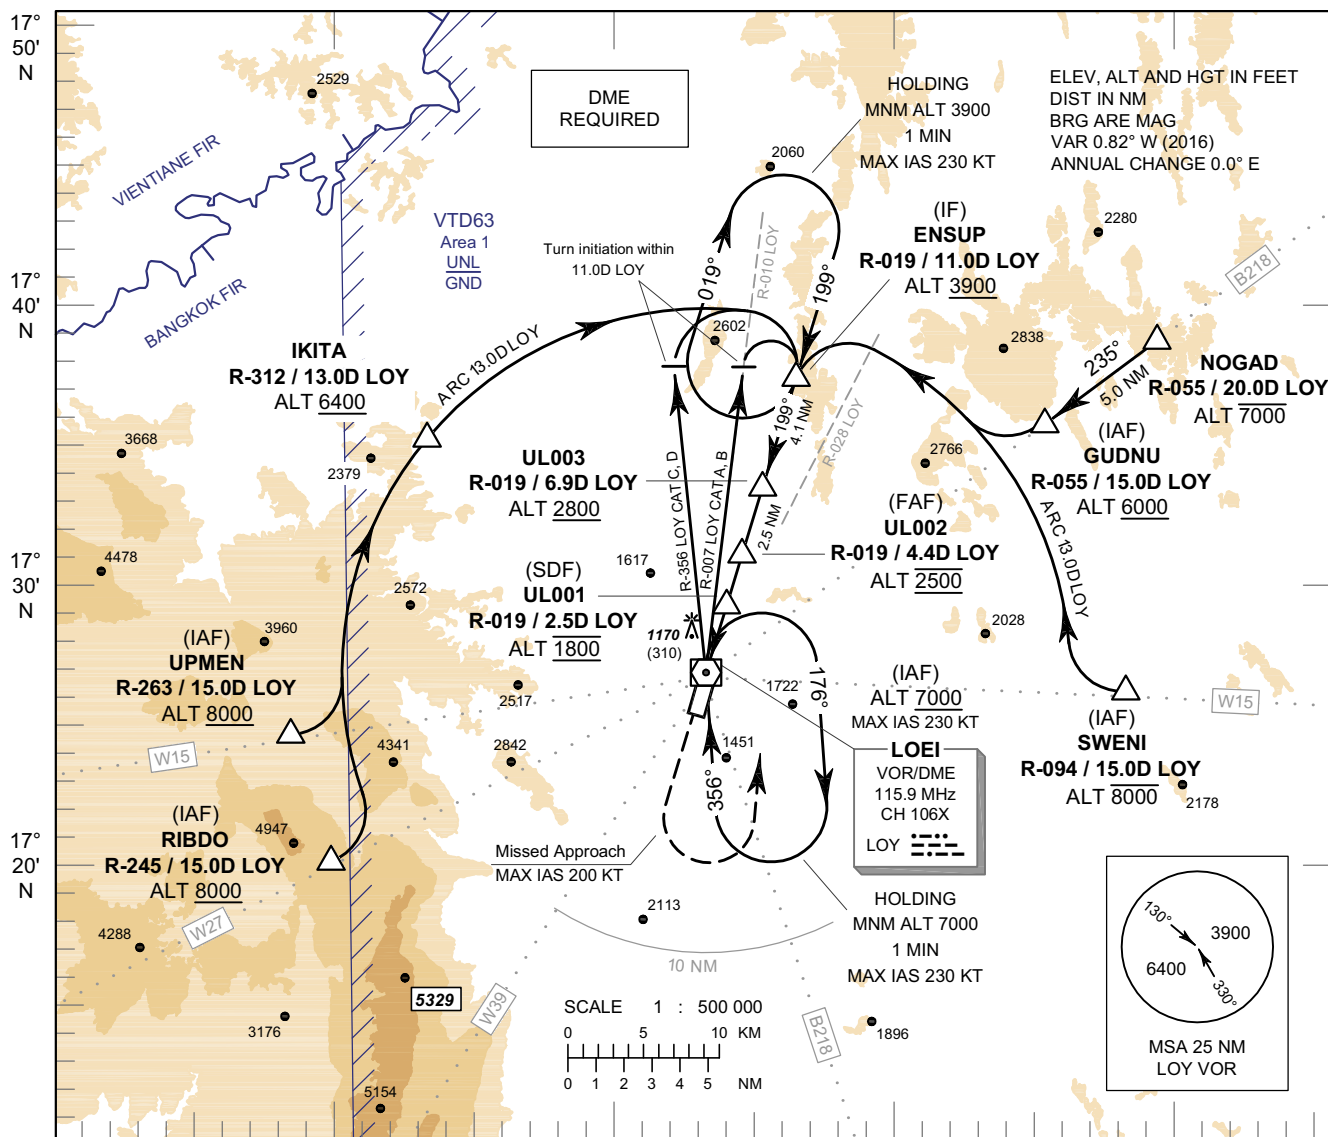 17°
50'
N
2529
DME
REQUIRED
HOLDING
MNM ALT 3900
1 MIN
MAX IAS 230 KT
ELEV, ALT AND HGT IN FEET
DIST IN NM
BRG ARE MAG
VAR 0.82° W (2016)
ANNUAL CHANGE 0.0° E
VIENTIANE FIR
BANGKOK FIR
VTD63
Area 1
UNL
GND
2060
Turn initiation within
11.0D LOY
019°
R-010 LOY
199°
(IF)
ENSUP
R-019 / 11.0D LOY
ALT 3900
2280
B218
17°
40'
N
IKITA
R-312 / 13.0D LOY
ALT 6400
ARC 13.0D LOY
2602
2838
235°
5.0 NM
NOGAD
R-055 / 20.0D LOY
ALT 7000
199°
4.1 NM
R-028 LOY
(IAF)
GUDNU
R-055 / 15.0D LOY
ALT 6000
3668
2379
UL003
R-019 / 6.9D LOY
ALT 2800
R-356 LOY CAT C, D
R-007 LOY CAT A, B
2.5 NM
2766
(FAF)
UL002
R-019 / 4.4D LOY
ALT 2500
ARC 13.0D LOY
17°
30'
N
4478
2572
1617
(SDF)
UL001
R-019 / 2.5D LOY
ALT 1800
1170
(310)
2028
3960
(IAF)
UPMEN
R-263 / 15.0D LOY
ALT 8000
2517
1722
176°
(IAF)
ALT 7000
MAX IAS 230 KT
LOEI
VOR/DME
115.9 MHz
CH 106X
LOY
W15
W15
(IAF)
SWENI
R-094 / 15.0D LOY
ALT 8000
2178
4341
2842
1451
356°
17°
20'
N
(IAF)
RIBDO
R-245 / 15.0D LOY
ALT 8000
4947
Missed Approach
MAX IAS 200 KT
HOLDING
MNM ALT 7000
1 MIN
MAX IAS 230 KT
W27
4288
2113
10 NM
5329
W39
3176
B218
1896
5154
SCALE 1 : 500 000
0 5 10 KM
0 1 2 3 4 5 NM
130°
3900
6400
330°
MSA 25 NM
LOY VOR